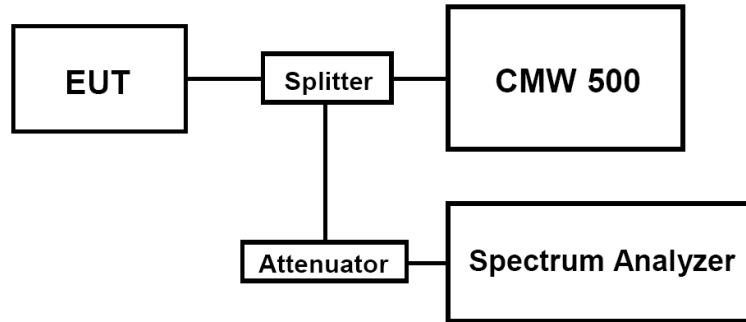 EUT
Splitter
CMW 500
Attenuator
Spectrum Analyzer